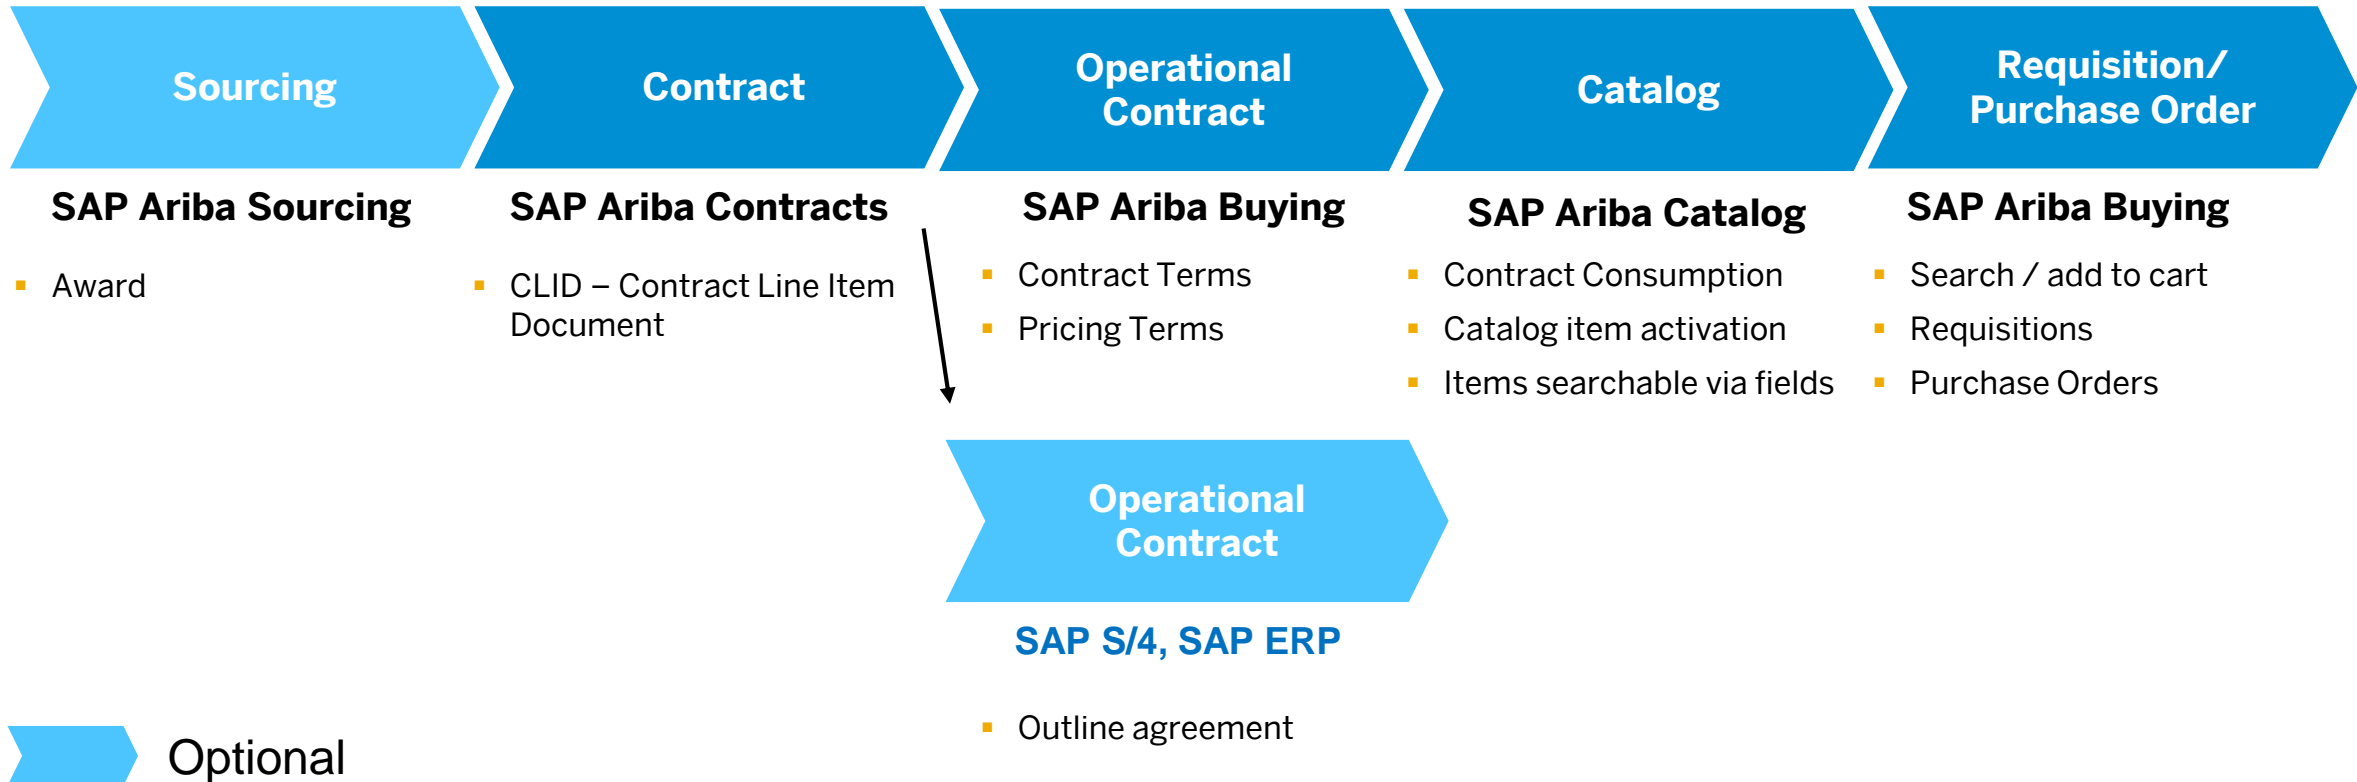 Sourcing
Contract
Operational
Contract
Catalog
Requisition/
Purchase Order
SAP Ariba Sourcing
▪ Award
SAP Ariba Contracts
▪ CLID – Contract Line Item
Document
SAP Ariba Buying
▪ Contract Terms
▪ Pricing Terms
SAP Ariba Catalog
▪ Contract Consumption
▪ Catalog item activation
▪ Items searchable via fields
SAP Ariba Buying
▪ Search / add to cart
▪ Requisitions
▪ Purchase Orders
Operational
Contract
SAP S/4, SAP ERP
▪ Outline agreement
Optional